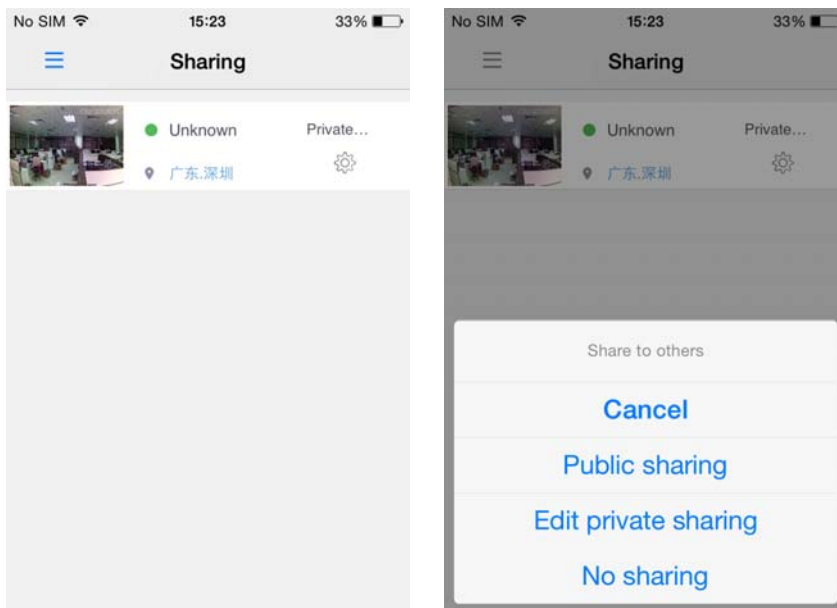 No SIM 15:23 33%
Sharing
Unknown Private...
广东.深圳
No SIM 15:23 33%
Sharing
Unknown Private...
广东.深圳
Share to others
Cancel
Public sharing
Edit private sharing
No sharing